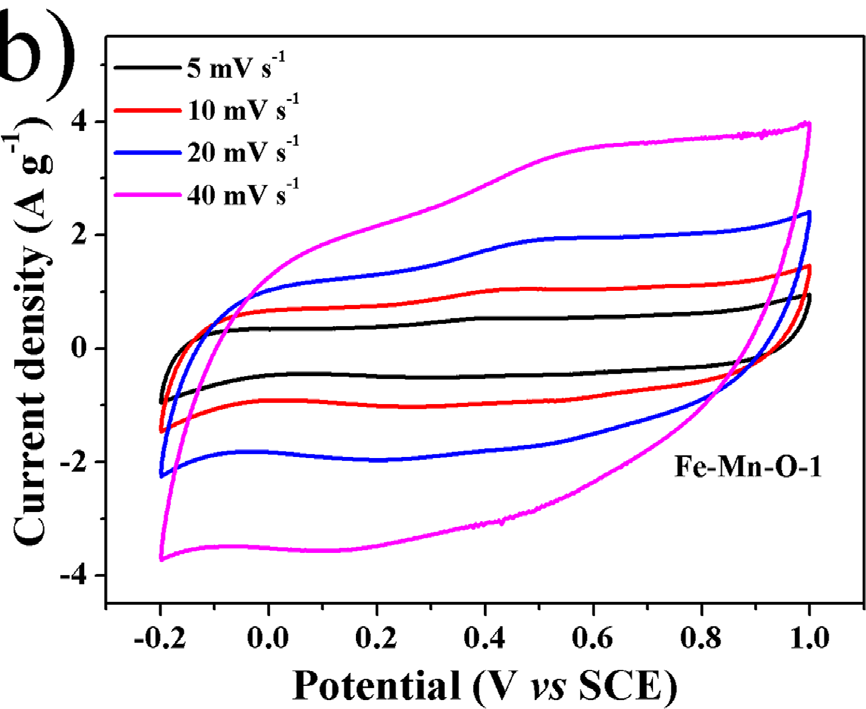 b)
5 mV s⁻¹
10 mV s⁻¹
20 mV s⁻¹
40 mV s⁻¹
4
2
0
-2
-4
Current density (A g⁻¹)
Fe-Mn-O-1
-0.2 0.0 0.2 0.4 0.6 0.8 1.0
Potential (V vs SCE)